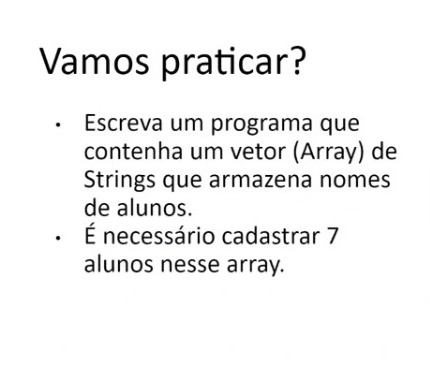 Vamos praticar?
• Escreva um programa que
contenha um vetor (Array) de
Strings que armazena nomes
de alunos.
• É necessário cadastrar 7
alunos nesse array.